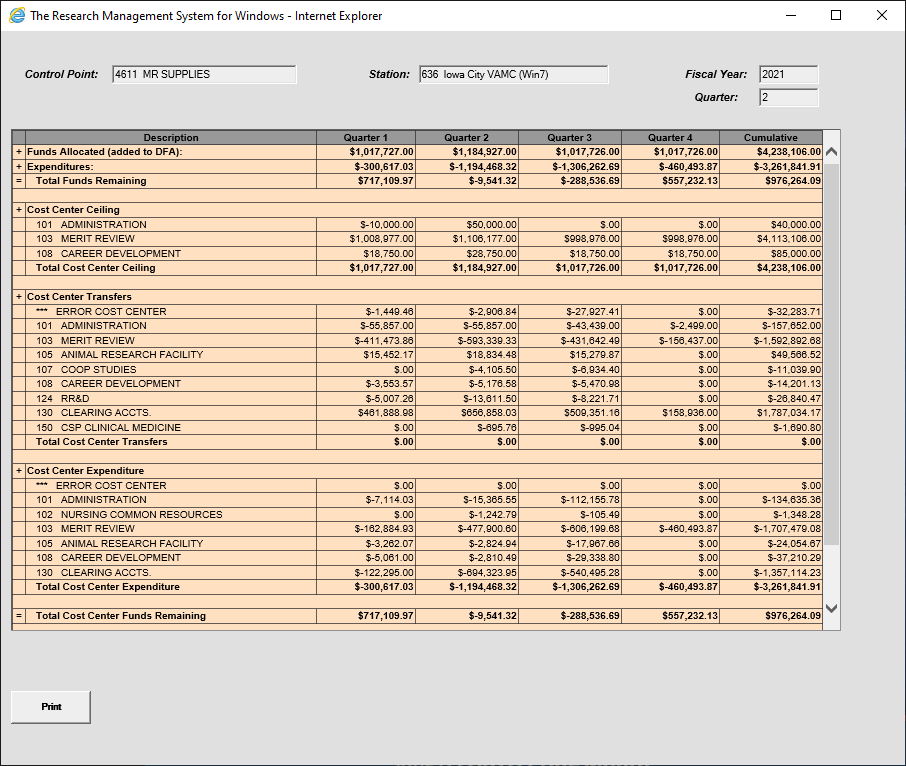 The Research Management System for Windows - Internet Explorer
Control Point: 4611 MR SUPPLIES Station: 636 Iowa City VAMC (Win7) Fiscal Year: 2021
Quarter: 2
Description Quarter 1 Quarter 2 Quarter 3 Quarter 4 Cumulative
+ Funds Allocated (added to DFA): $1,017,727.00 $1,184,927.00 $1,017,726.00 $1,017,726.00 $4,238,106.00
+ Expenditures: $-300,617.03 $-1,194,468.32 $-1,306,262.69 $-460,493.87 $-3,261,841.91
= Total Funds Remaining $717,109.97 $-9,541.32 $-288,536.69 $557,232.13 $976,264.09
+ Cost Center Ceiling
101 ADMINISTRATION $-10,000.00 $50,000.00 $.00 $.00 $40,000.00
103 MERIT REVIEW $1,008,977.00 $1,106,177.00 $998,976.00 $998,976.00 $4,113,106.00
108 CAREER DEVELOPMENT $18,750.00 $28,750.00 $18,750.00 $18,750.00 $85,000.00
Total Cost Center Ceiling $1,017,727.00 $1,184,927.00 $1,017,726.00 $1,017,726.00 $4,238,106.00
+ Cost Center Transfers
*** ERROR COST CENTER $-1,449.46 $-2,906.84 $-27,927.41 $.00 $-32,283.71
101 ADMINISTRATION $-55,857.00 $-55,857.00 $-43,439.00 $-2,499.00 $-157,652.00
103 MERIT REVIEW $-411,473.86 $-593,339.33 $-431,642.49 $-156,437.00 $-1,592,892.68
105 ANIMAL RESEARCH FACILITY $15,452.17 $18,834.48 $15,279.87 $.00 $49,566.52
107 COOP STUDIES $.00 $-4,105.50 $-6,934.40 $.00 $-11,039.90
108 CAREER DEVELOPMENT $-3,553.57 $-5,176.58 $-5,470.98 $.00 $-14,201.13
124 RR&D $-5,007.26 $-13,611.50 $-8,221.71 $.00 $-26,840.47
130 CLEARING ACCTS. $461,888.98 $656,858.03 $509,351.16 $158,936.00 $1,787,034.17
150 CSP CLINICAL MEDICINE $.00 $-695.76 $-995.04 $.00 $-1,690.80
Total Cost Center Transfers $.00 $.00 $.00 $.00 $.00
+ Cost Center Expenditure
*** ERROR COST CENTER $.00 $.00 $.00 $.00 $.00
101 ADMINISTRATION $-7,114.03 $-15,365.55 $-112,155.78 $.00 $-134,635.36
102 NURSING COMMON RESOURCES $.00 $-1,242.79 $-105.49 $.00 $-1,348.28
103 MERIT REVIEW $-162,884.93 $-477,900.60 $-606,199.68 $-460,493.87 $-1,707,479.08
105 ANIMAL RESEARCH FACILITY $-3,262.07 $-2,824.94 $-17,967.66 $.00 $-24,054.67
108 CAREER DEVELOPMENT $-5,061.00 $-2,810.49 $-29,338.80 $.00 $-37,210.29
130 CLEARING ACCTS. $-122,295.00 $-694,323.95 $-540,495.28 $.00 $-1,357,114.23
Total Cost Center Expenditure $-300,617.03 $-1,194,468.32 $-1,306,262.69 $-460,493.87 $-3,261,841.91
= Total Cost Center Funds Remaining $717,109.97 $-9,541.32 $-288,536.69 $557,232.13 $976,264.09
Print